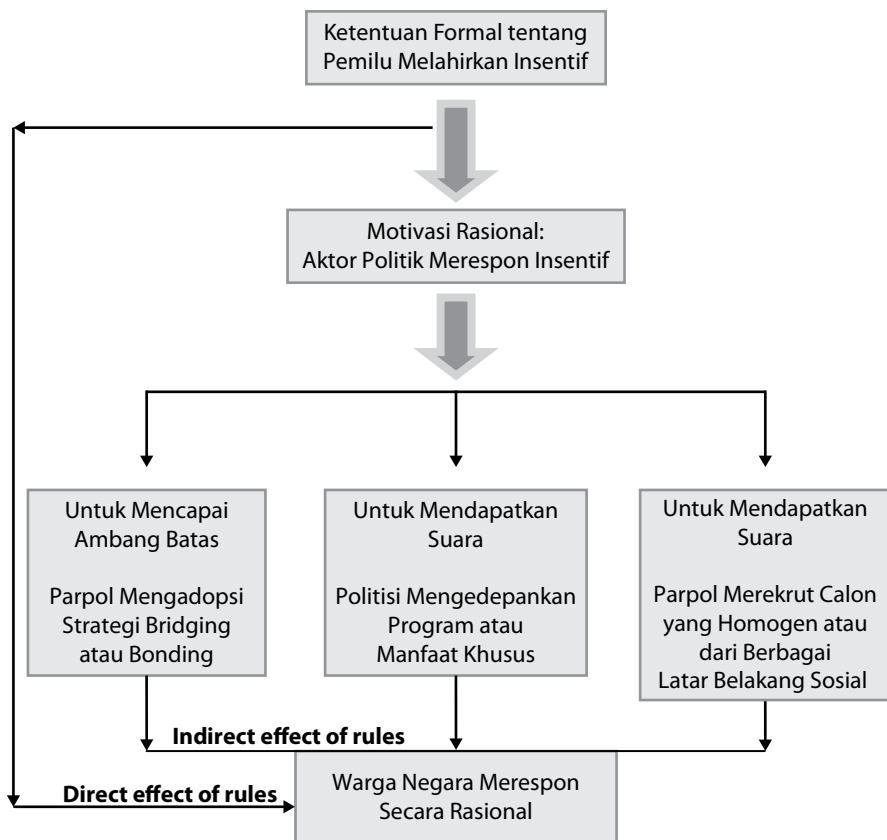 Ketentuan Formal tentang
Pemilu Melahirkan Insentif
Motivasi Rasional:
Aktor Politik Merespon Insentif
Untuk Mencapai
Ambang Batas
Parpol Mengadopsi
Strategi Bridging
atau Bonding
Untuk Mendapatkan
Suara
Politisi Mengedepankan
Program atau
Manfaat Khusus
Untuk Mendapatkan
Suara
Parpol Merekrut Calon
yang Homogen atau
dari Berbagai
Latar Belakang Sosial
Indirect effect of rules
Direct effect of rules
Warga Negara Merespon
Secara Rasional